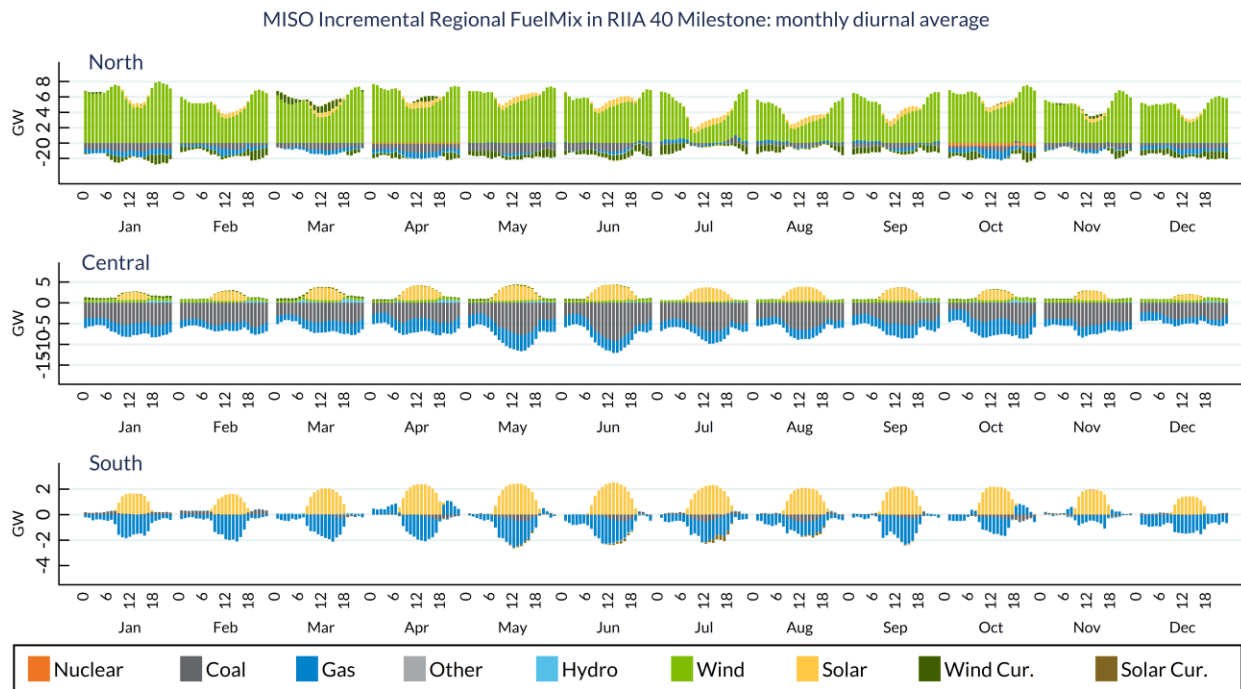 MISO Incremental Regional FuelMix in RIIA 40 Milestone: monthly diurnal average
North
GW
-20 2 4 6 8
0 6 12 18 0 6 12 18 0 6 12 18 0 6 12 18 0 6 12 18 0 6 12 18 0 6 12 18 0 6 12 18 0 6 12 18 0 6 12 18 0 6 12 18 0 6 12 18
Jan Feb Mar Apr May Jun Jul Aug Sep Oct Nov Dec
Central
GW
-1510-5 0 5
0 6 12 18 0 6 12 18 0 6 12 18 0 6 12 18 0 6 12 18 0 6 12 18 0 6 12 18 0 6 12 18 0 6 12 18 0 6 12 18 0 6 12 18 0 6 12 18
Jan Feb Mar Apr May Jun Jul Aug Sep Oct Nov Dec
South
GW
-4 -2 0 2
0 6 12 18 0 6 12 18 0 6 12 18 0 6 12 18 0 6 12 18 0 6 12 18 0 6 12 18 0 6 12 18 0 6 12 18 0 6 12 18 0 6 12 18 0 6 12 18
Jan Feb Mar Apr May Jun Jul Aug Sep Oct Nov Dec
Nuclear Coal Gas Other Hydro Wind Solar Wind Cur. Solar Cur.